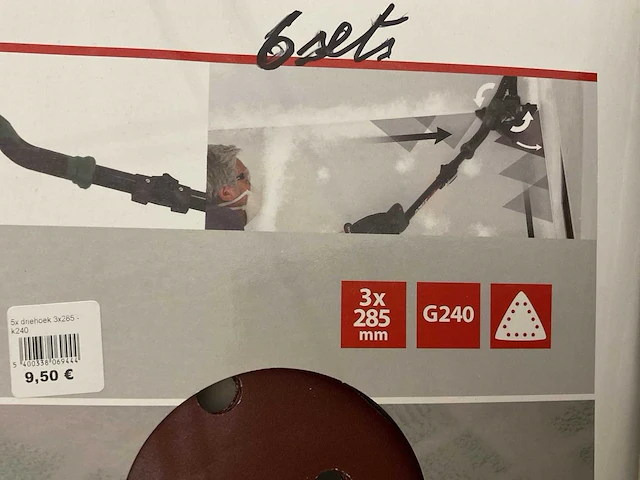 6 sets
3x
285
mm
G240
5x driehoek 3x285 -
k240
5 400338 069444
9,50 €